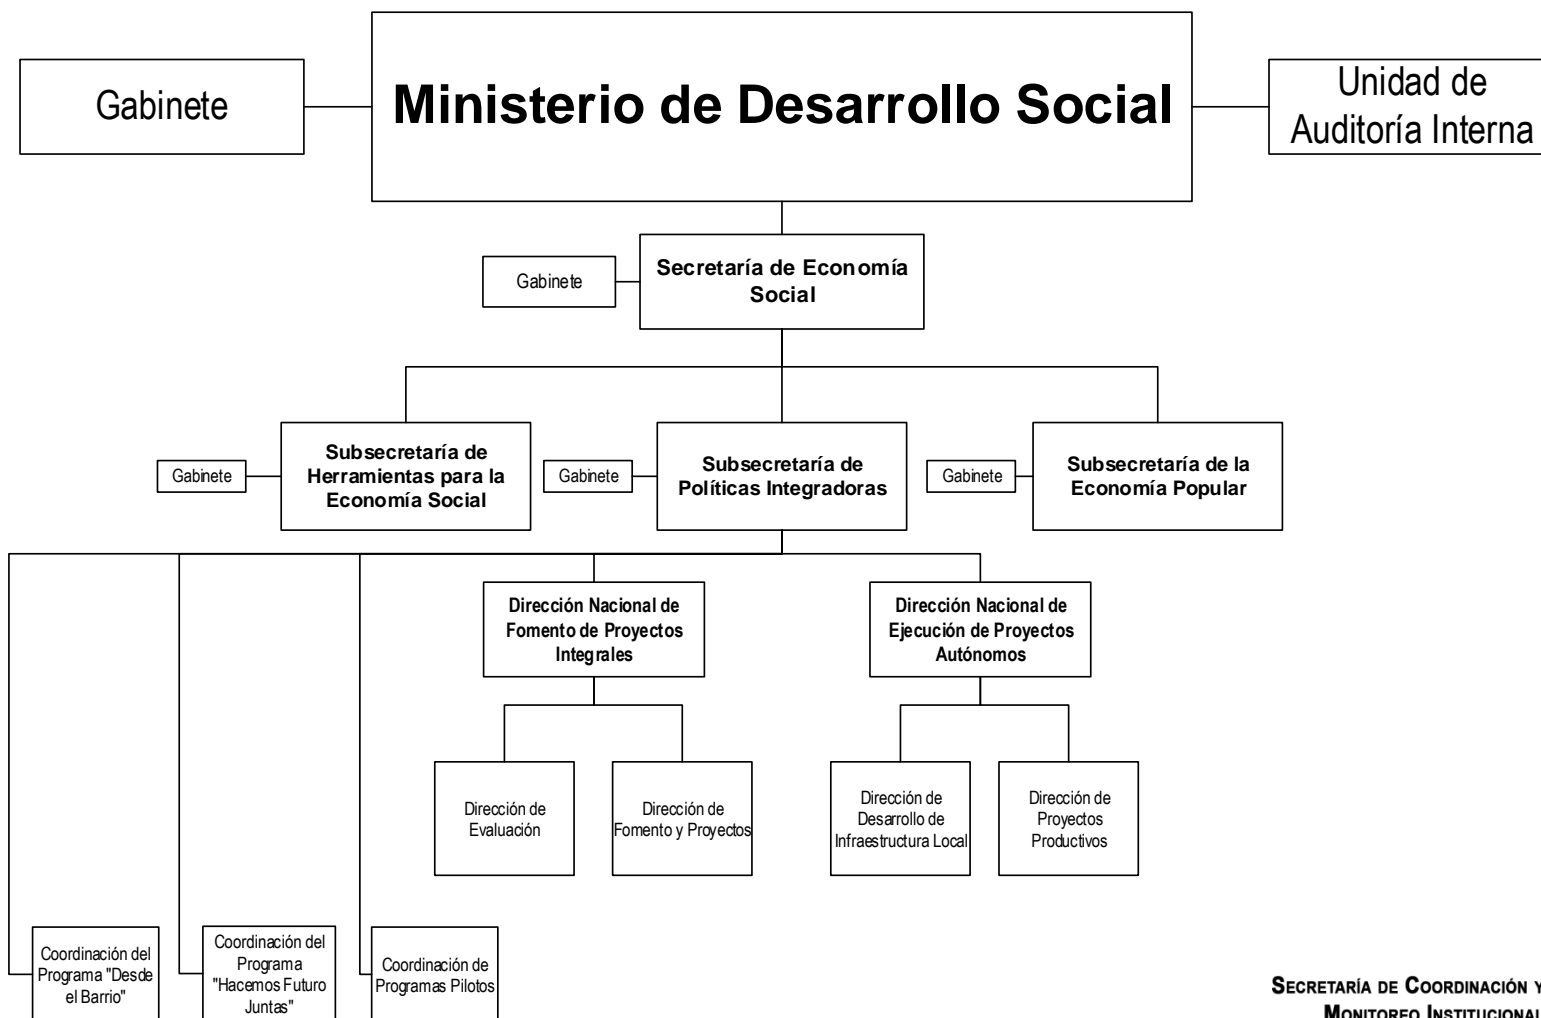 Gabinete
Ministerio de Desarrollo Social
Unidad de
Auditoría Interna
Gabinete
Secretaría de Economía
Social
Gabinete
Subsecretaría de
Herramientas para la
Economía Social
Gabinete
Subsecretaría de
Políticas Integradoras
Gabinete
Subsecretaría de la
Economía Popular
Dirección Nacional de
Fomento de Proyectos
Integrales
Dirección Nacional de
Ejecución de Proyectos
Autónomos
Dirección de
Evaluación
Dirección de
Fomento y Proyectos
Dirección de
Desarrollo de
Infraestructura Local
Dirección de
Proyectos
Productivos
Coordinación del
Programa "Desde
el Barrio"
Coordinación del
Programa
"Hacemos Futuro
Juntas"
Coordinación de
Programas Pilotos
SECRETARÍA DE COORDINACIÓN Y
MONITOREO INSTITUCIONAL